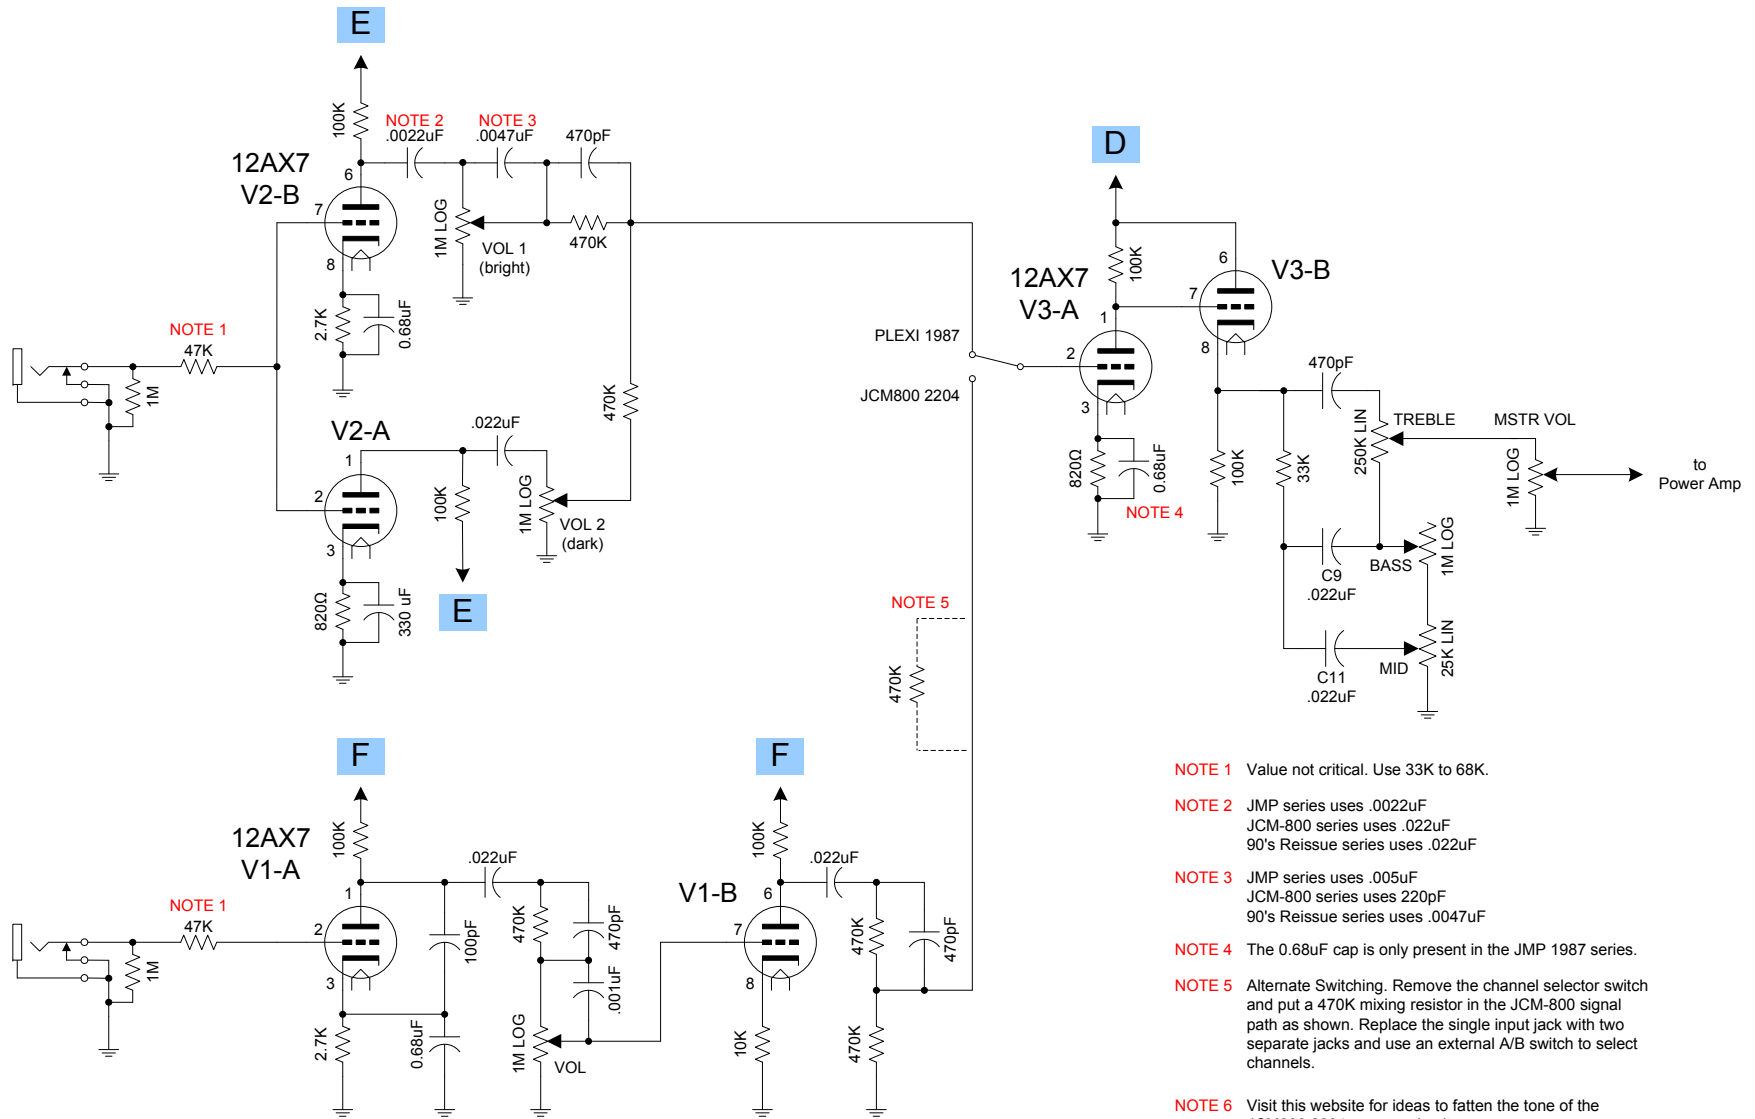 E
100K
NOTE 2
.0022uF
NOTE 3
.0047uF
470pF
12AX7
V2-B
6
7
8
1M LOG
VOL 1
(bright)
470K
2.7K
0.68uF
NOTE 1
47K
1M
V2-A
1
2
3
.022uF
100K
1M LOG
VOL 2
(dark)
470K
820Ω
330 uF
E
PLEXI 1987
JCM800 2204
D
100K
12AX7
V3-A
1
2
3
820Ω
0.68uF
NOTE 4
V3-B
6
7
8
100K
33K
470pF
250K LIN
TREBLE
MSTR VOL
1M LOG
to
Power Amp
C9
.022uF
BASS
1M LOG
C11
.022uF
MID
25K LIN
NOTE 5
470K
F
100K
12AX7
V1-A
1
2
3
NOTE 1
47K
1M
2.7K
0.68uF
100pF
.022uF
470K
470pF
.001uF
1M LOG
VOL
F
100K
V1-B
6
7
8
10K
.022uF
470K
470pF
470K
NOTE 1 Value not critical. Use 33K to 68K.
NOTE 2 JMP series uses .0022uF
JCM-800 series uses .022uF
90's Reissue series uses .022uF
NOTE 3 JMP series uses .005uF
JCM-800 series uses 220pF
90's Reissue series uses .0047uF
NOTE 4 The 0.68uF cap is only present in the JMP 1987 series.
NOTE 5 Alternate Switching. Remove the channel selector switch
and put a 470K mixing resistor in the JCM-800 signal
path as shown. Replace the single input jack with two
separate jacks and use an external A/B switch to select
channels.
NOTE 6 Visit this website for ideas to fatten the tone of the